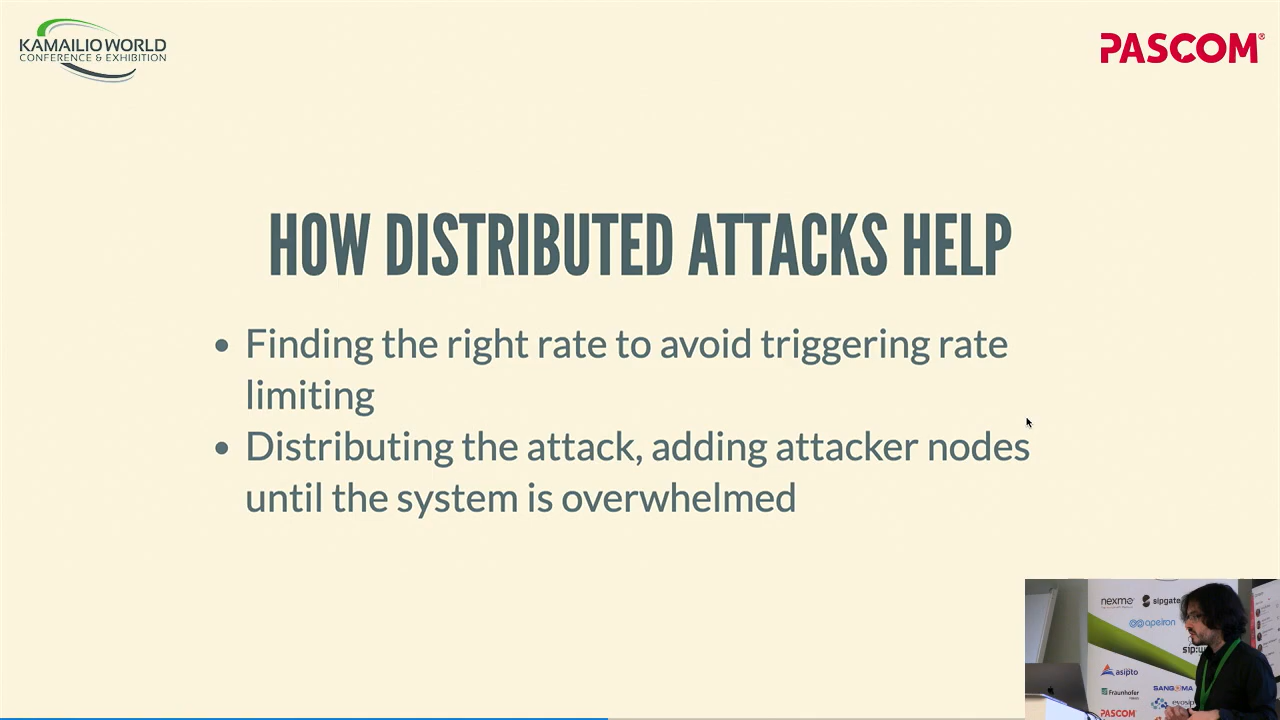 KAMAILIO WORLD
CONFERENCE & EXHIBITION
PASCOM®
HOW DISTRIBUTED ATTACKS HELP
• Finding the right rate to avoid triggering rate
limiting
• Distributing the attack, adding attacker nodes
until the system is overwhelmed
nexmo
sipgate
apeiron
asipto
Fraunhofer
SANGOMA
PASCOM